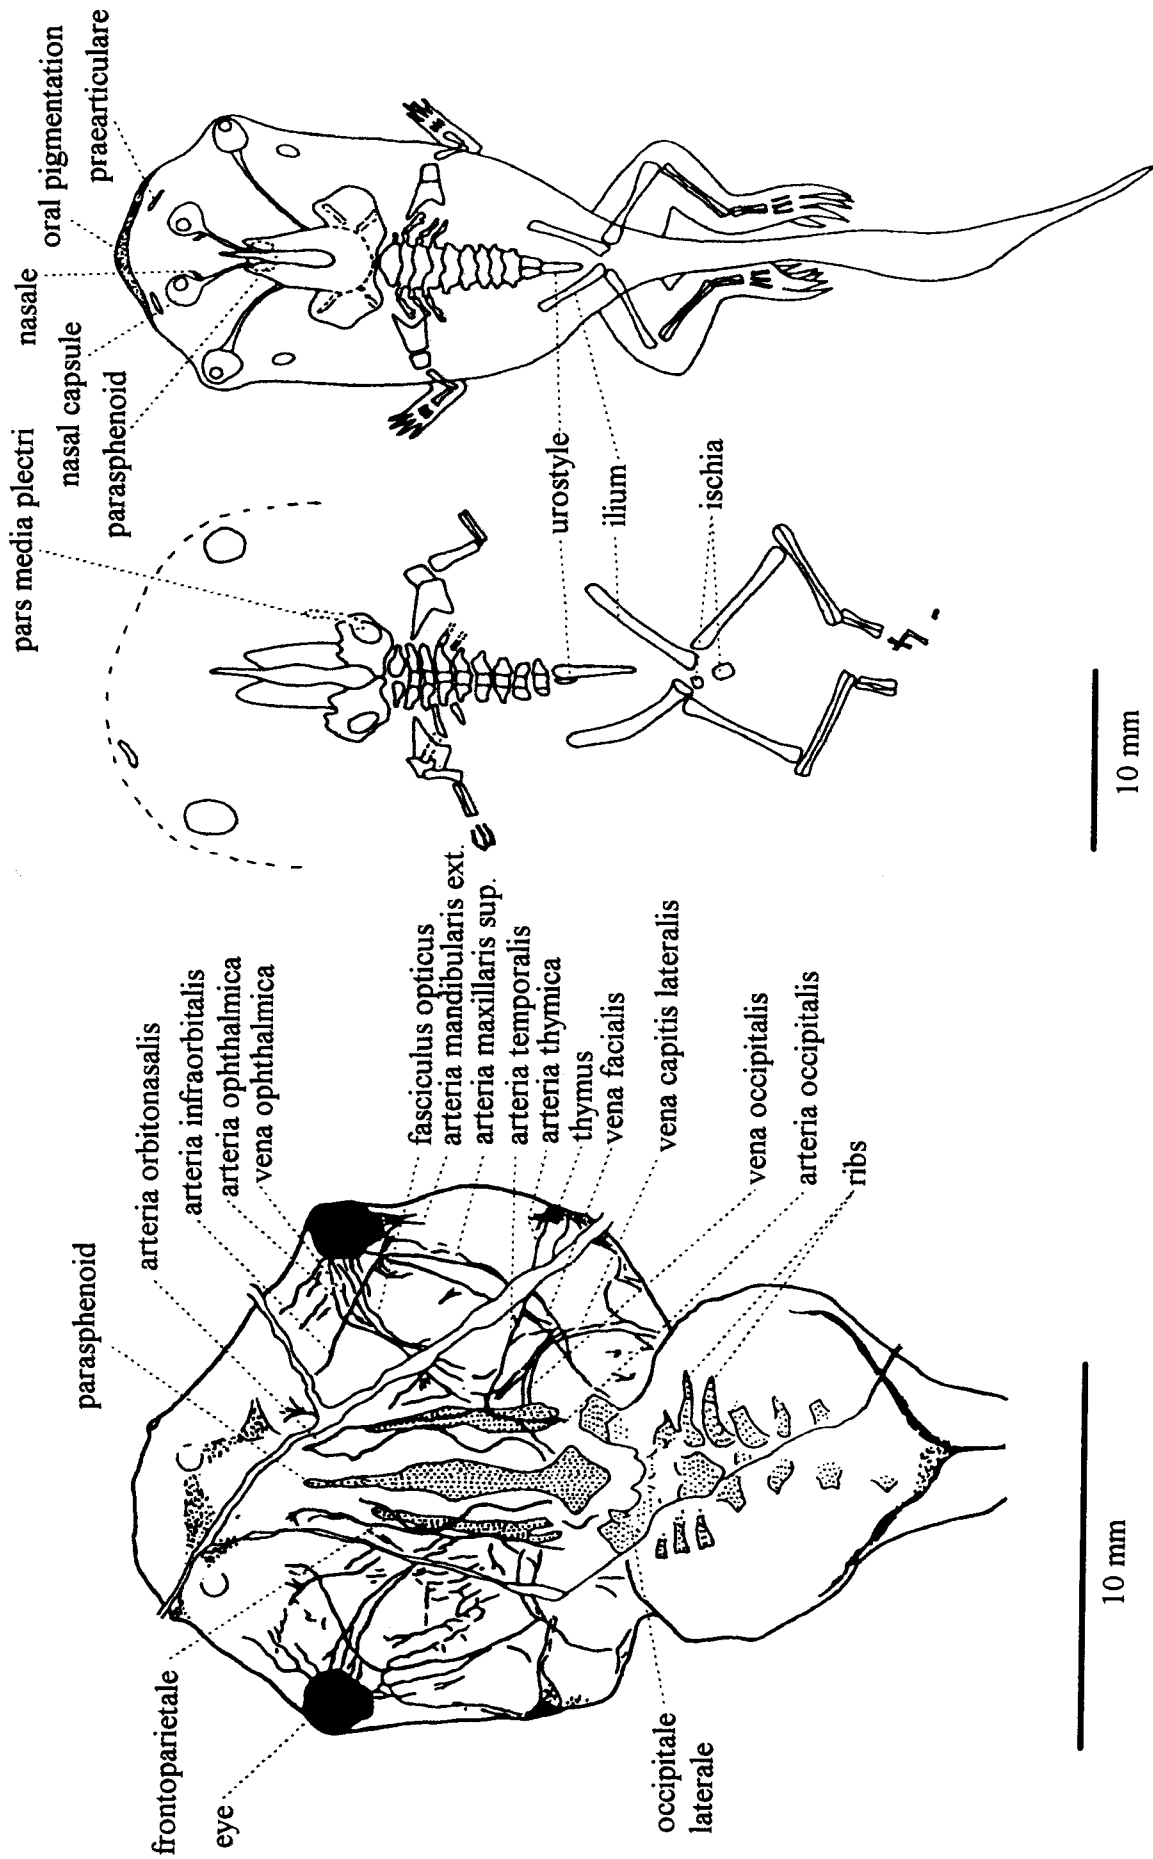 parasphenoid
arteria orbitonasalis
arteria infraorbitalis
arteria ophthalmica
vena ophthalmica
fasciculus opticus
arteria mandibularis ext.
arteria maxillaris sup.
arteria temporalis
arteria thymica
thymus
vena facialis
vena capitis lateralis
vena occipitalis
arteria occipitalis
ribs
frontoparietale
eye
occipitale
laterale
10 mm
pars media plectri
nasal capsule
parasphenoid
nasale
oral pigmentation
praearticulare
urostyle
ilium
ischia
10 mm